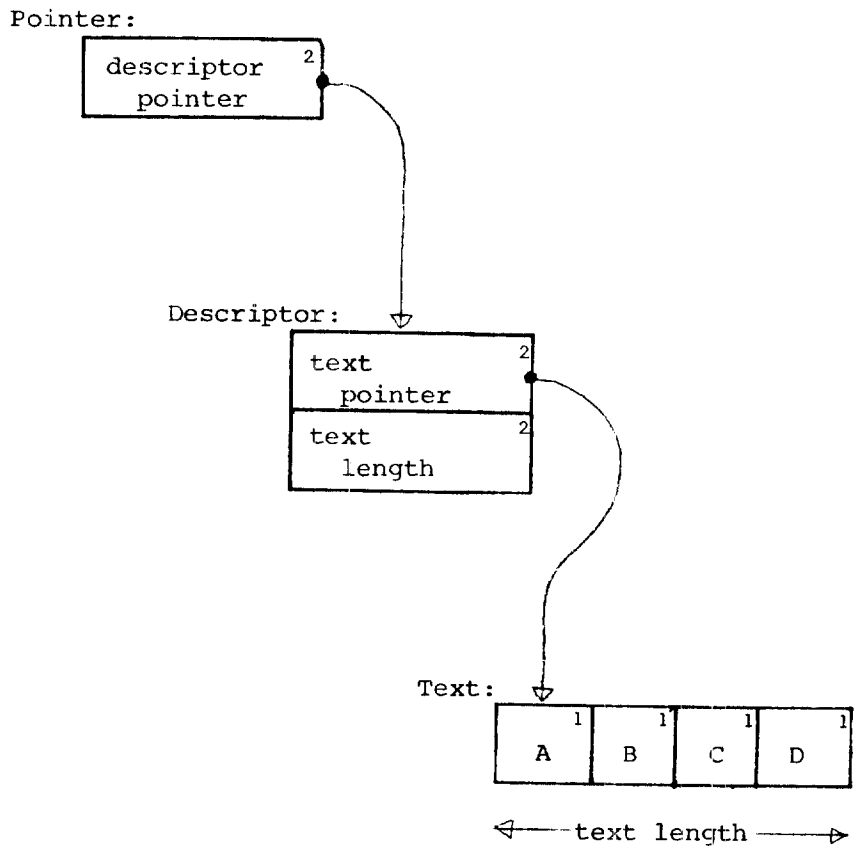 Pointer:
2
descriptor
pointer
Descriptor:
2
text
pointer
2
text
length
Text:
1 1 1 1
A B C D
text length